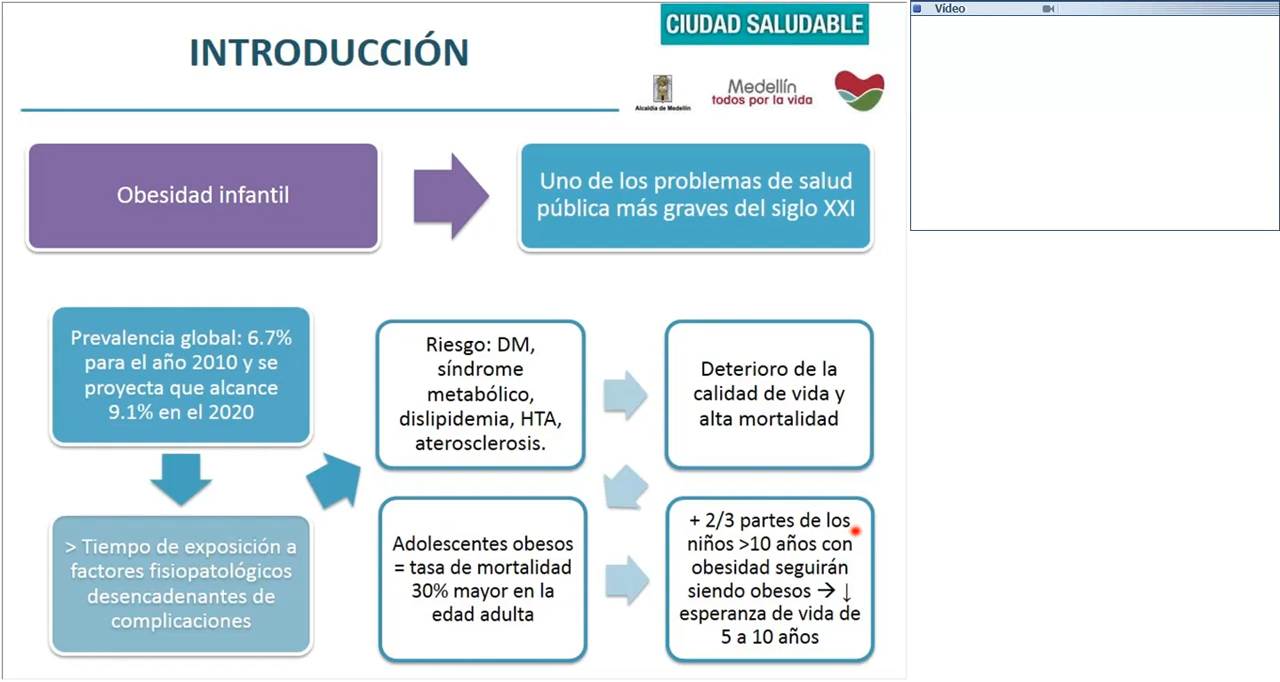 INTRODUCCIÓN
CIUDAD SALUDABLE
Alcaldía de Medellín
Medellín
todos por la vida
Vídeo
Obesidad infantil
Uno de los problemas de salud
pública más graves del siglo XXI
Prevalencia global: 6.7%
para el año 2010 y se
proyecta que alcance
9.1% en el 2020
> Tiempo de exposición a
factores fisiopatológicos
desencadenantes de
complicaciones
Riesgo: DM,
síndrome
metabólico,
dislipidemia, HTA,
aterosclerosis.
Deterioro de la
calidad de vida y
alta mortalidad
Adolescentes obesos
= tasa de mortalidad
30% mayor en la
edad adulta
+ 2/3 partes de los
niños >10 años con
obesidad seguirán
siendo obesos → ↓
esperanza de vida de
5 a 10 años